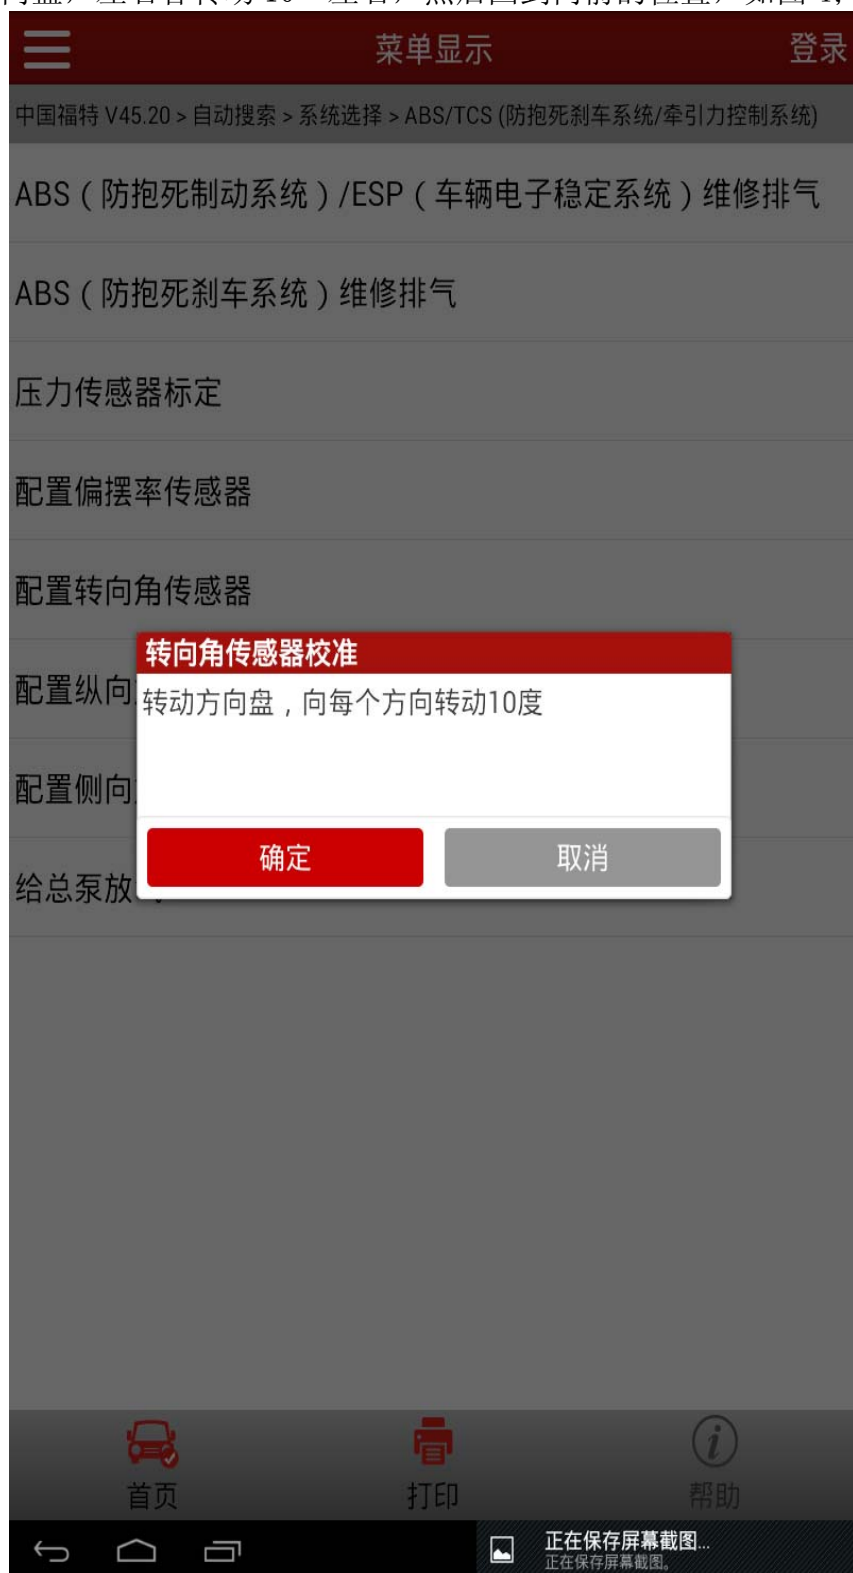 菜单显示 登录
中国福特 V45.20 > 自动搜索 > 系统选择 > ABS/TCS (防抱死刹车系统/牵引力控制系统)
ABS（防抱死制动系统）/ESP（车辆电子稳定系统）维修排气
ABS（防抱死刹车系统）维修排气
压力传感器标定
配置偏摆率传感器
配置转向角传感器
转向角传感器校准
配置纵向
转动方向盘，向每个方向转动10度
配置侧向
确定 取消
给总泵放
首页 打印 帮助
正在保存屏幕截图...
正在保存屏幕截图。